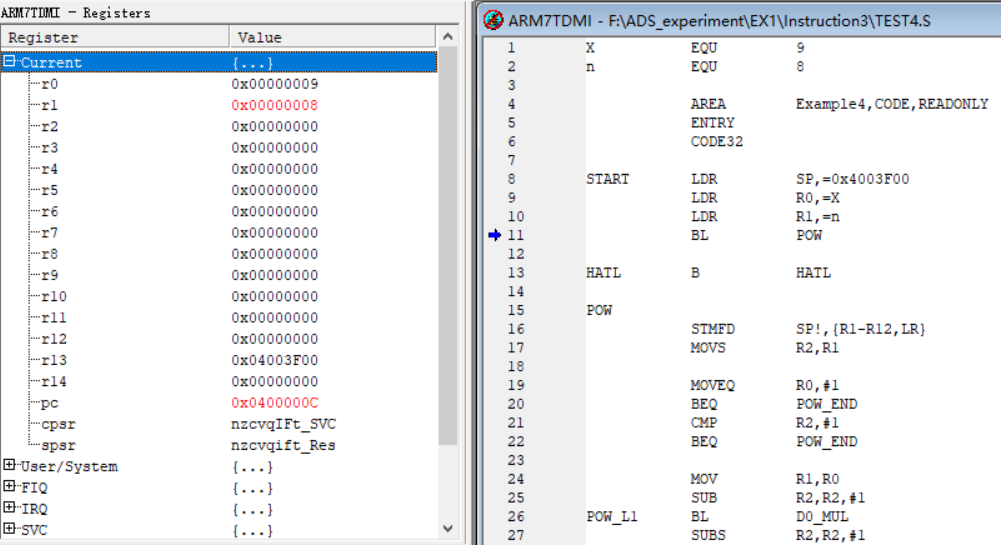 ARM7TDMI - Registers
Register Value
Current {...}
r0 0x00000009
r1 0x00000008
r2 0x00000000
r3 0x00000000
r4 0x00000000
r5 0x00000000
r6 0x00000000
r7 0x00000000
r8 0x00000000
r9 0x00000000
r10 0x00000000
r11 0x00000000
r12 0x00000000
r13 0x04003F00
r14 0x00000000
pc 0x0400000C
cpsr nzcvqIFt_SVC
spsr nzcvqift_Res
User/System {...}
FIQ {...}
IRQ {...}
SVC {...}
ARM7TDMI - F:\ADS_experiment\EX1\Instruction3\TEST4.S
1 X EQU 9
2 n EQU 8
3
4 AREA Example4,CODE,READONLY
5 ENTRY
6 CODE32
7
8 START LDR SP,=0x4003F00
9 LDR R0,=X
10 LDR R1,=n
11 BL POW
12
13 HATL B HATL
14
15 POW
16 STMFD SP!,{R1-R12,LR}
17 MOVS R2,R1
18
19 MOVEQ R0,#1
20 BEQ POW_END
21 CMP R2,#1
22 BEQ POW_END
23
24 MOV R1,R0
25 SUB R2,R2,#1
26 POW_L1 BL DO_MUL
27 SUBS R2,R2,#1